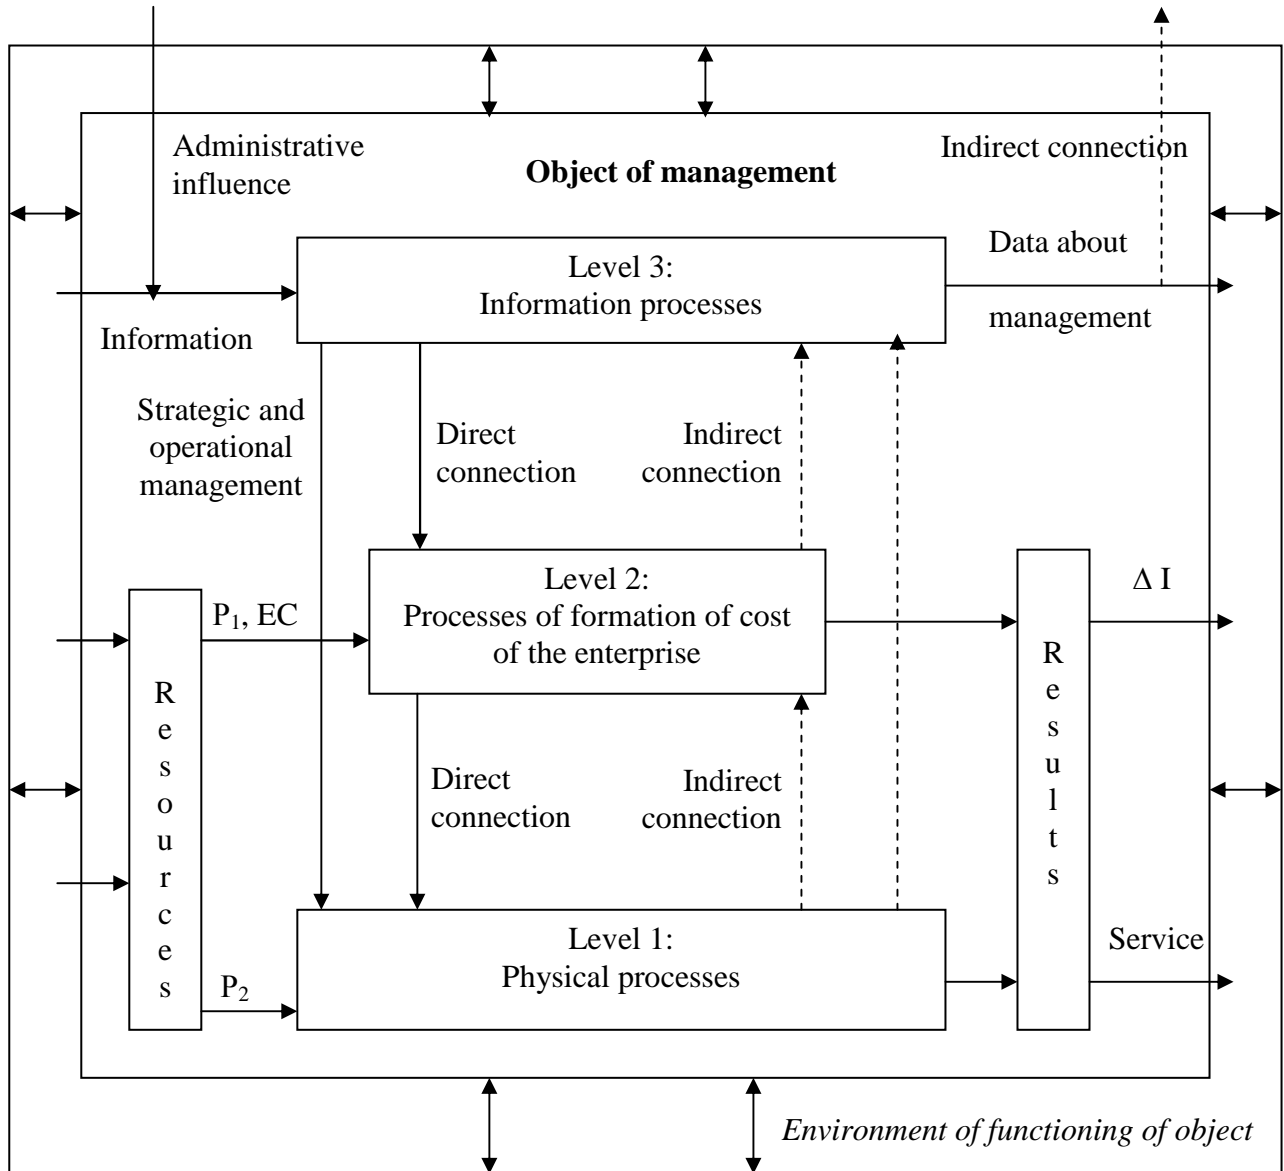 Administrative
influence
Object of management
Indirect connection
Level 3:
Information processes
Data about
management
Information
Strategic and
operational
management
Direct
connection
Indirect
connection
Level 2:
Processes of formation of cost
of the enterprise
P₁, EC
Δ I
Resources
Results
Direct
connection
Indirect
connection
Level 1:
Physical processes
P₂
Service
Environment of functioning of object